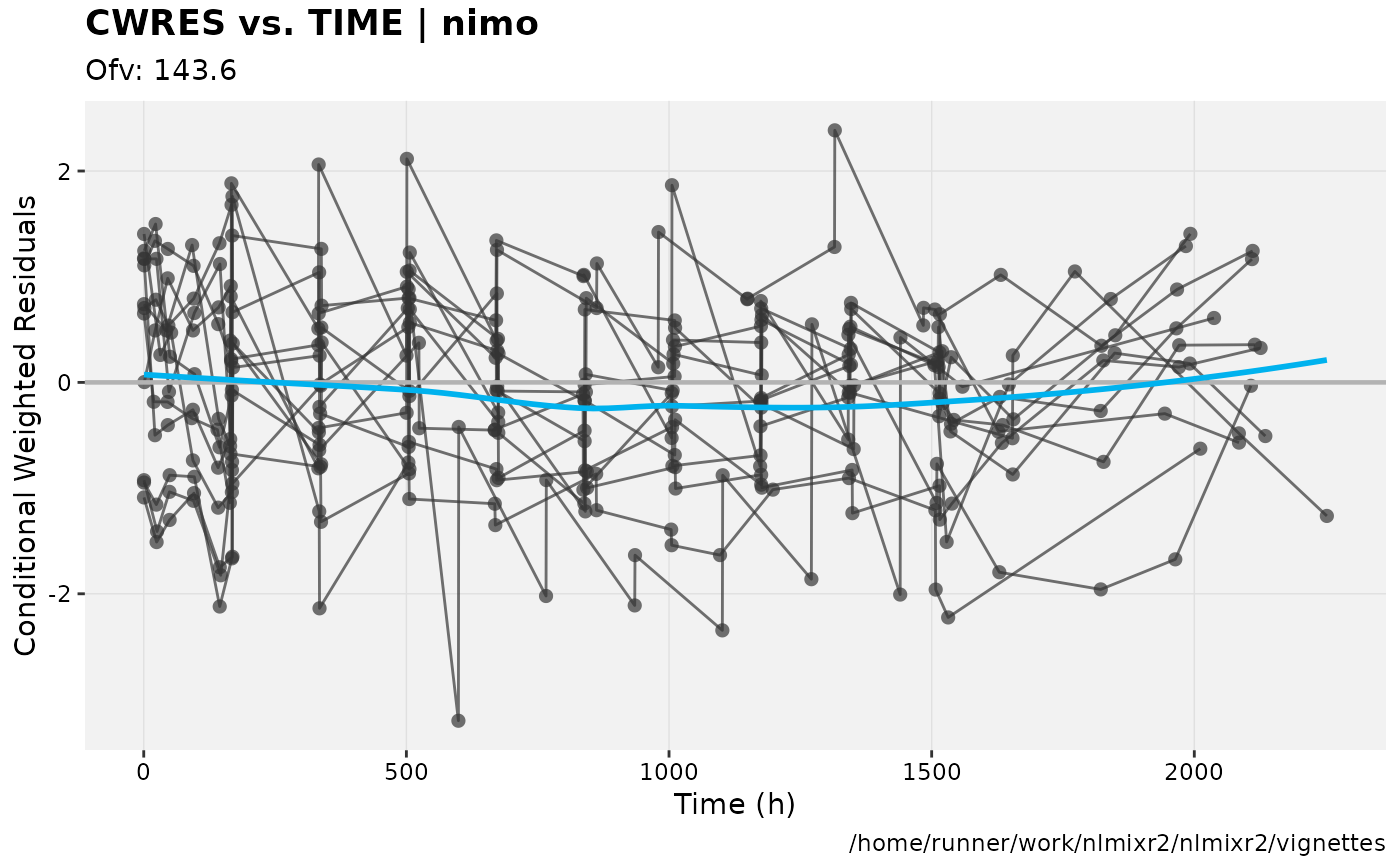 CWRES vs. TIME | nimo
Ofv: 143.6
Conditional Weighted Residuals
2
0
-2
0
500
1000
1500
2000
Time (h)
/home/runner/work/nlmixr2/nlmixr2/vignettes